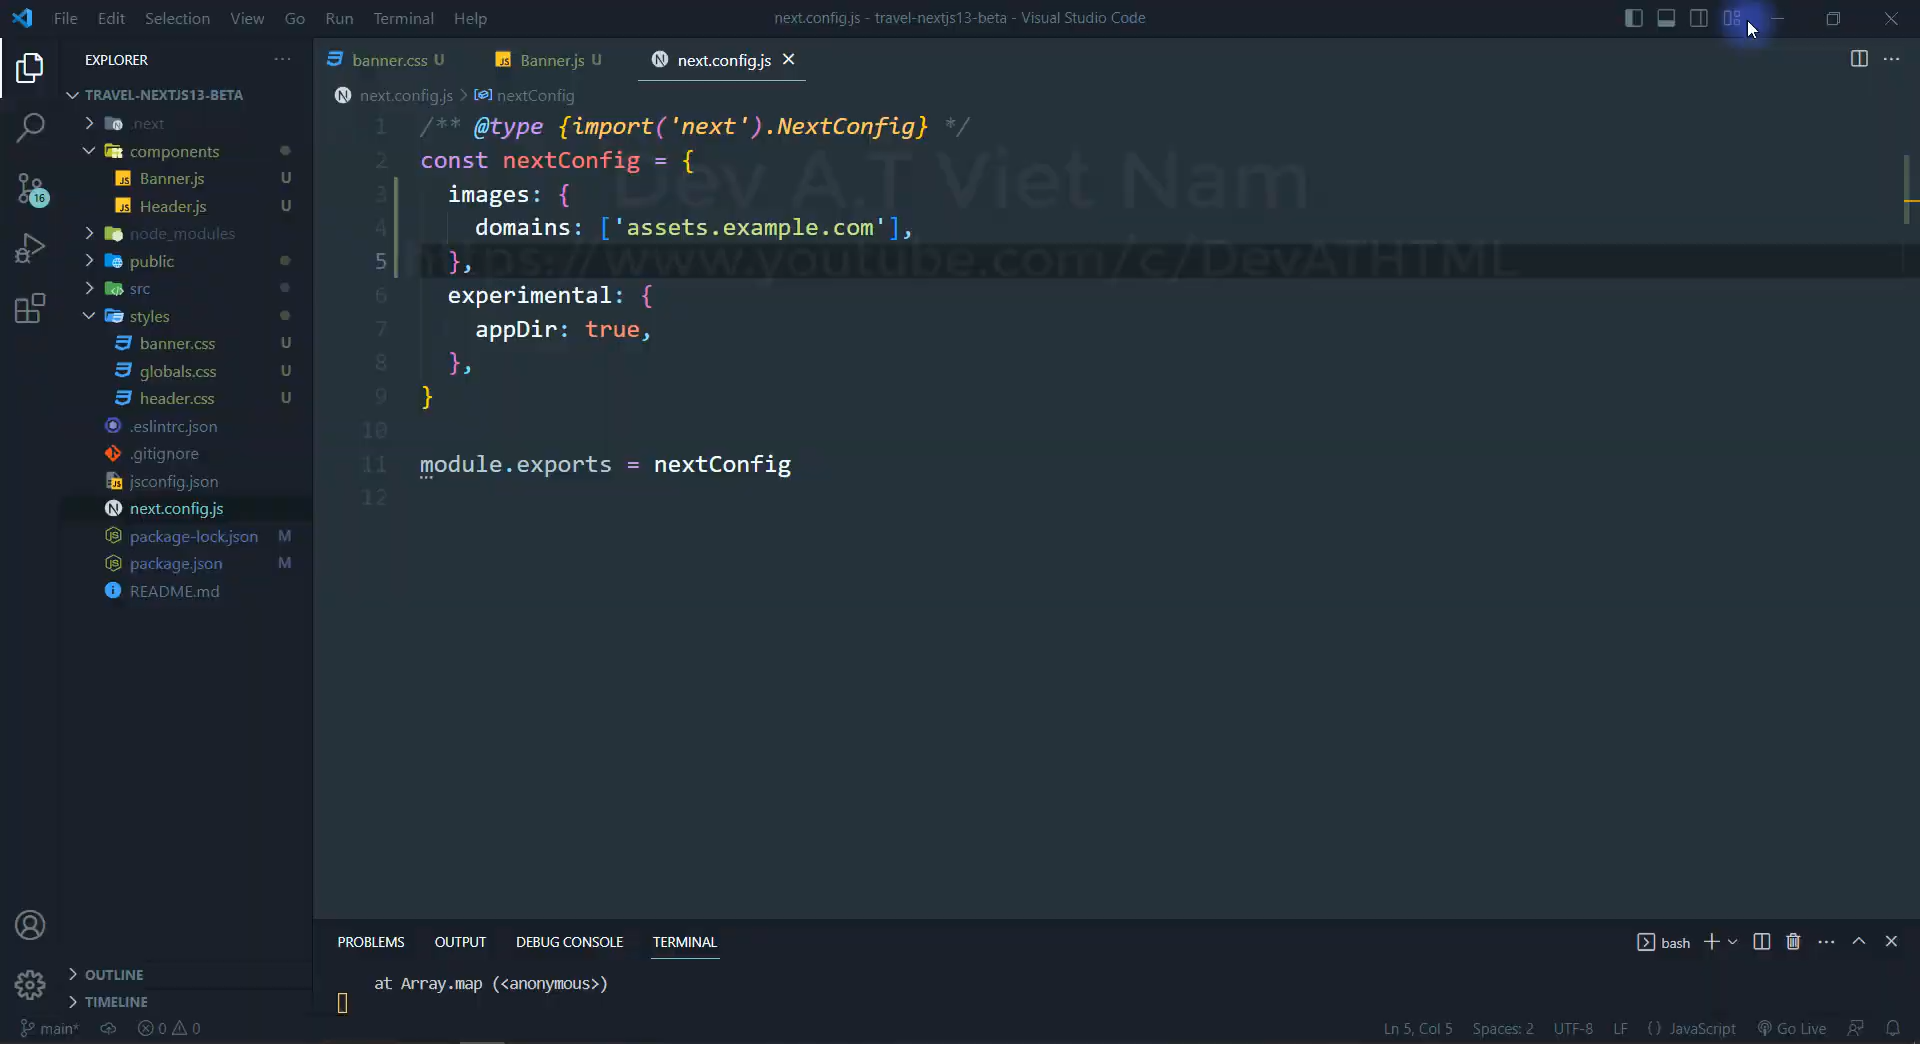 File Edit Selection View Go Run Terminal Help
next.config.js - travel-nextjs13-beta - Visual Studio Code
EXPLORER
TRAVEL-NEXTJS13-BETA
.next
components
Banner.js U
Header.js U
node_modules
public
src
styles
banner.css U
globals.css U
header.css U
.eslintrc.json
.gitignore
jsconfig.json
next.config.js
package-lock.json M
package.json M
README.md
16
OUTLINE
TIMELINE
banner.css U
Banner.js U
next.config.js
next.config.js > nextConfig
1 /** @type {import('next').NextConfig} */
2 const nextConfig = {
3 images: {
4 domains: ['assets.example.com'],
5 },
6 experimental: {
7 appDir: true,
8 },
9 }
10
11 module.exports = nextConfig
12
Dev A.T Viet Nam
https://www.youtube.com/c/DevATHTML
PROBLEMS OUTPUT DEBUG CONSOLE TERMINAL
bash
at Array.map (<anonymous>)
main* 0 0
Ln 5, Col 5 Spaces: 2 UTF-8 LF {} JavaScript Go Live